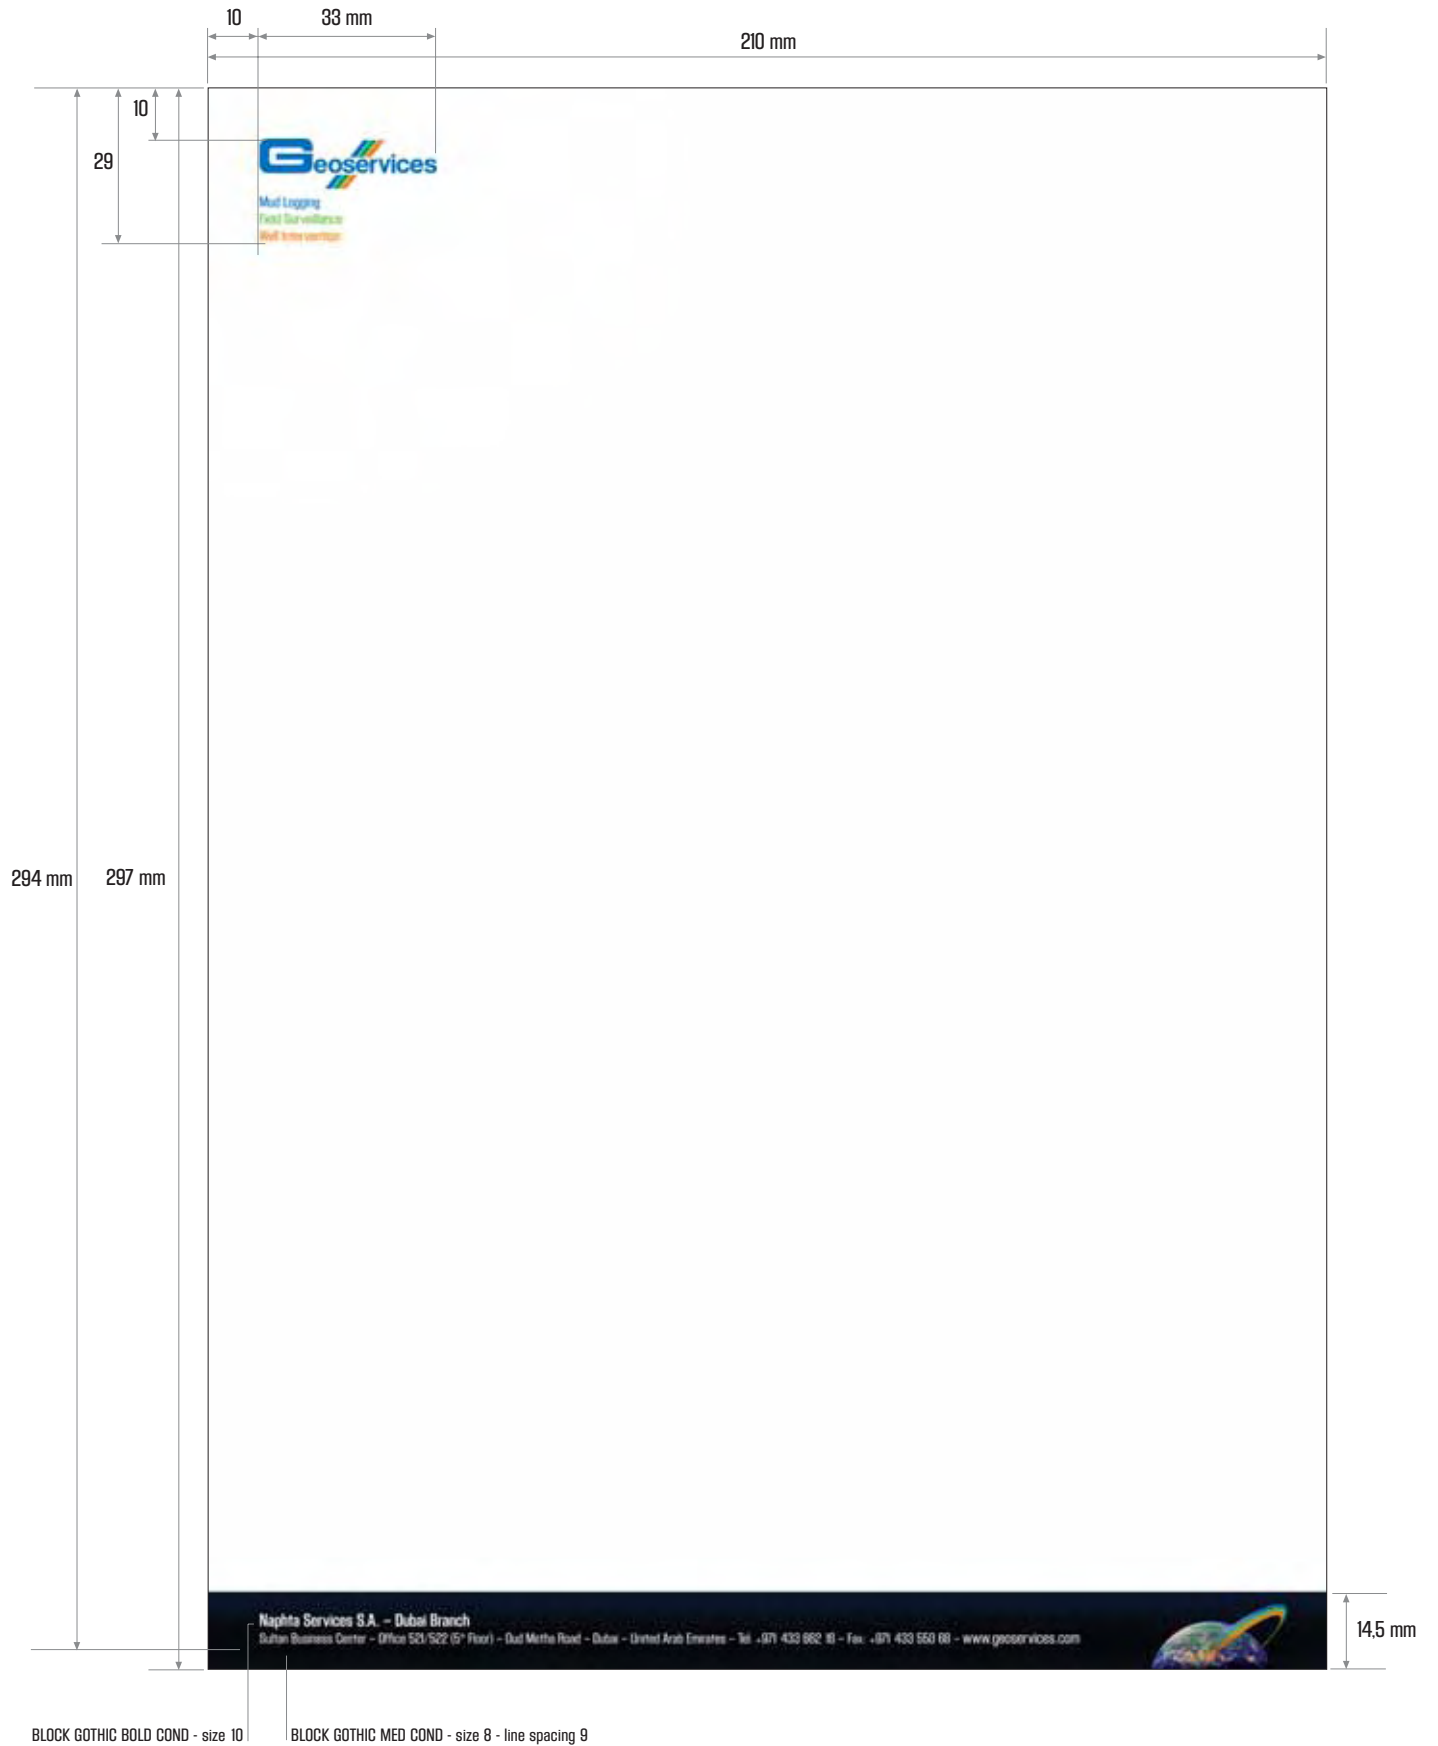 10 33 mm
210 mm
10
29
Geoservices
Mud Logging
Field Surveillance
Well Intervention
294 mm 297 mm
Naphta Services S.A. – Dubai Branch
Sultan Business Center – Office 521/522 (5° Floor) – Oud Metha Road – Dubai – United Arab Emirates - Tel: +971 433 662 18 – Fax: +971 433 550 68 – www.geoservices.com
14,5 mm
BLOCK GOTHIC BOLD COND - size 10 BLOCK GOTHIC MED COND - size 8 - line spacing 9